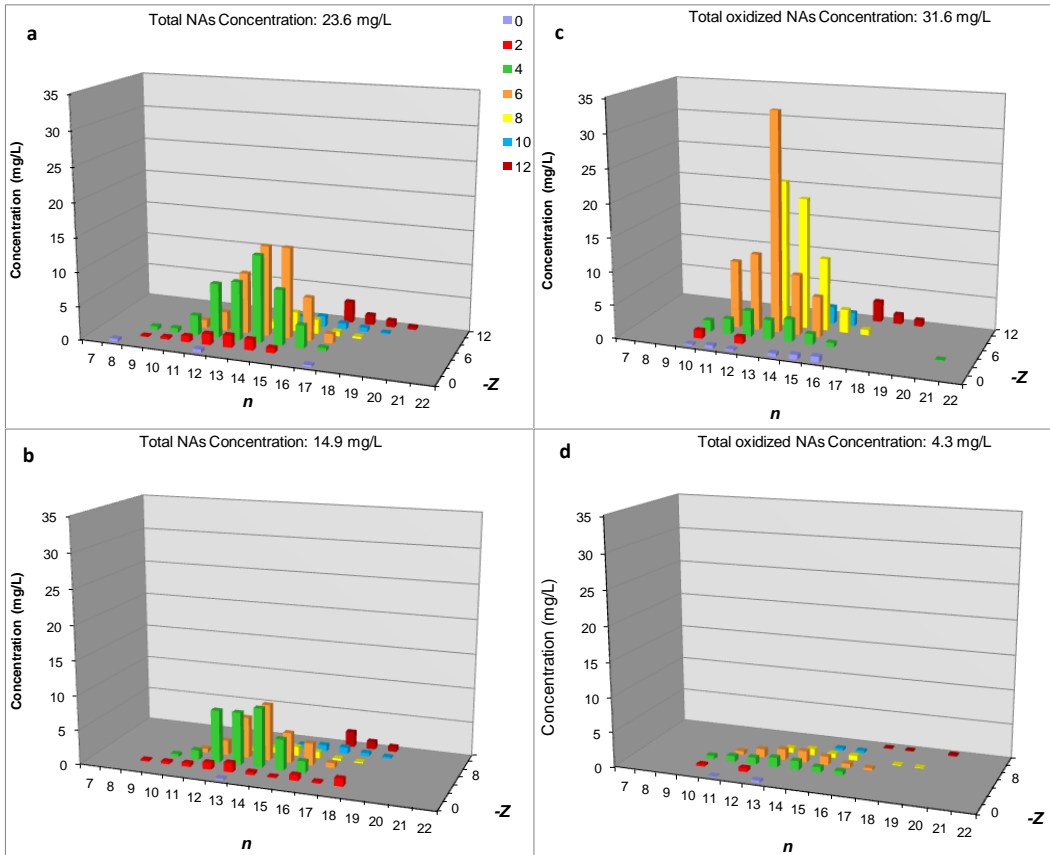 a
Total NAs Concentration: 23.6 mg/L
0
2
4
6
8
10
12
Concentration (mg/L)
35
30
25
20
15
10
5
0
7 8 9 10 11 12 13 14 15 16 17 18 19 20 21 22
n
0
6
12
-Z
c
Total oxidized NAs Concentration: 31.6 mg/L
Concentration (mg/L)
35
30
25
20
15
10
5
0
7 8 9 10 11 12 13 14 15 16 17 18 19 20 21 22
n
0
6
12
-Z
b
Total NAs Concentration: 14.9 mg/L
Concentration (mg/L)
35
30
25
20
15
10
5
0
7 8 9 10 11 12 13 14 15 16 17 18 19 20 21 22
n
0
8
-Z
d
Total oxidized NAs Concentration: 4.3 mg/L
Concentration (mg/L)
35
30
25
20
15
10
5
0
7 8 9 10 11 12 13 14 15 16 17 18 19 20 21 22
n
0
8
-Z